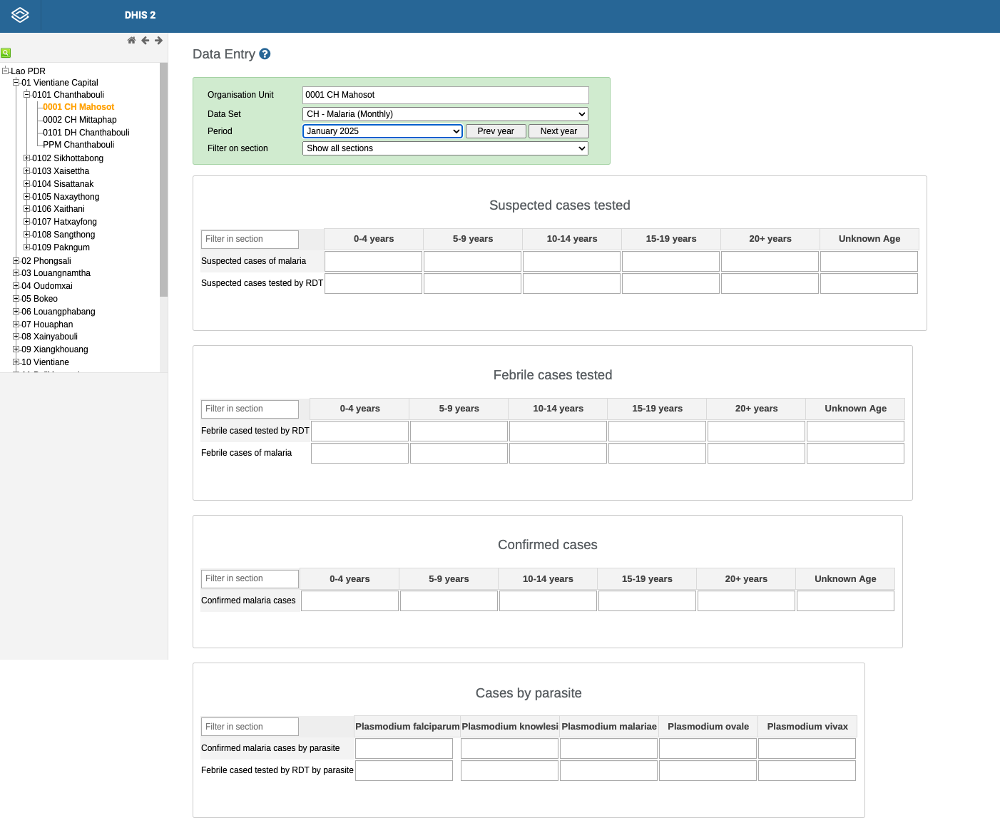 DHIS 2
Lao PDR
01 Vientiane Capital
0101 Chanthabouli
0001 CH Mahosot
0002 CH Mittaphap
0101 DH Chanthabouli
PPM Chanthabouli
0102 Sikhottabong
0103 Xaisettha
0104 Sisattanak
0105 Naxaythong
0106 Xaithani
0107 Hatxayfong
0108 Sangthong
0109 Pakngum
02 Phongsali
03 Louangnamtha
04 Oudomxai
05 Bokeo
06 Louangphabang
07 Houaphan
08 Xainyabouli
09 Xiangkhouang
10 Vientiane
Data Entry ?
Organisation Unit 0001 CH Mahosot
Data Set CH - Malaria (Monthly)
Period January 2025 Prev year Next year
Filter on section Show all sections
Suspected cases tested
Filter in section 0-4 years 5-9 years 10-14 years 15-19 years 20+ years Unknown Age
Suspected cases of malaria
Suspected cases tested by RDT
Febrile cases tested
Filter in section 0-4 years 5-9 years 10-14 years 15-19 years 20+ years Unknown Age
Febrile cased tested by RDT
Febrile cases of malaria
Confirmed cases
Filter in section 0-4 years 5-9 years 10-14 years 15-19 years 20+ years Unknown Age
Confirmed malaria cases
Cases by parasite
Filter in section Plasmodium falciparum Plasmodium knowlesi Plasmodium malariae Plasmodium ovale Plasmodium vivax
Confirmed malaria cases by parasite
Febrile cased tested by RDT by parasite